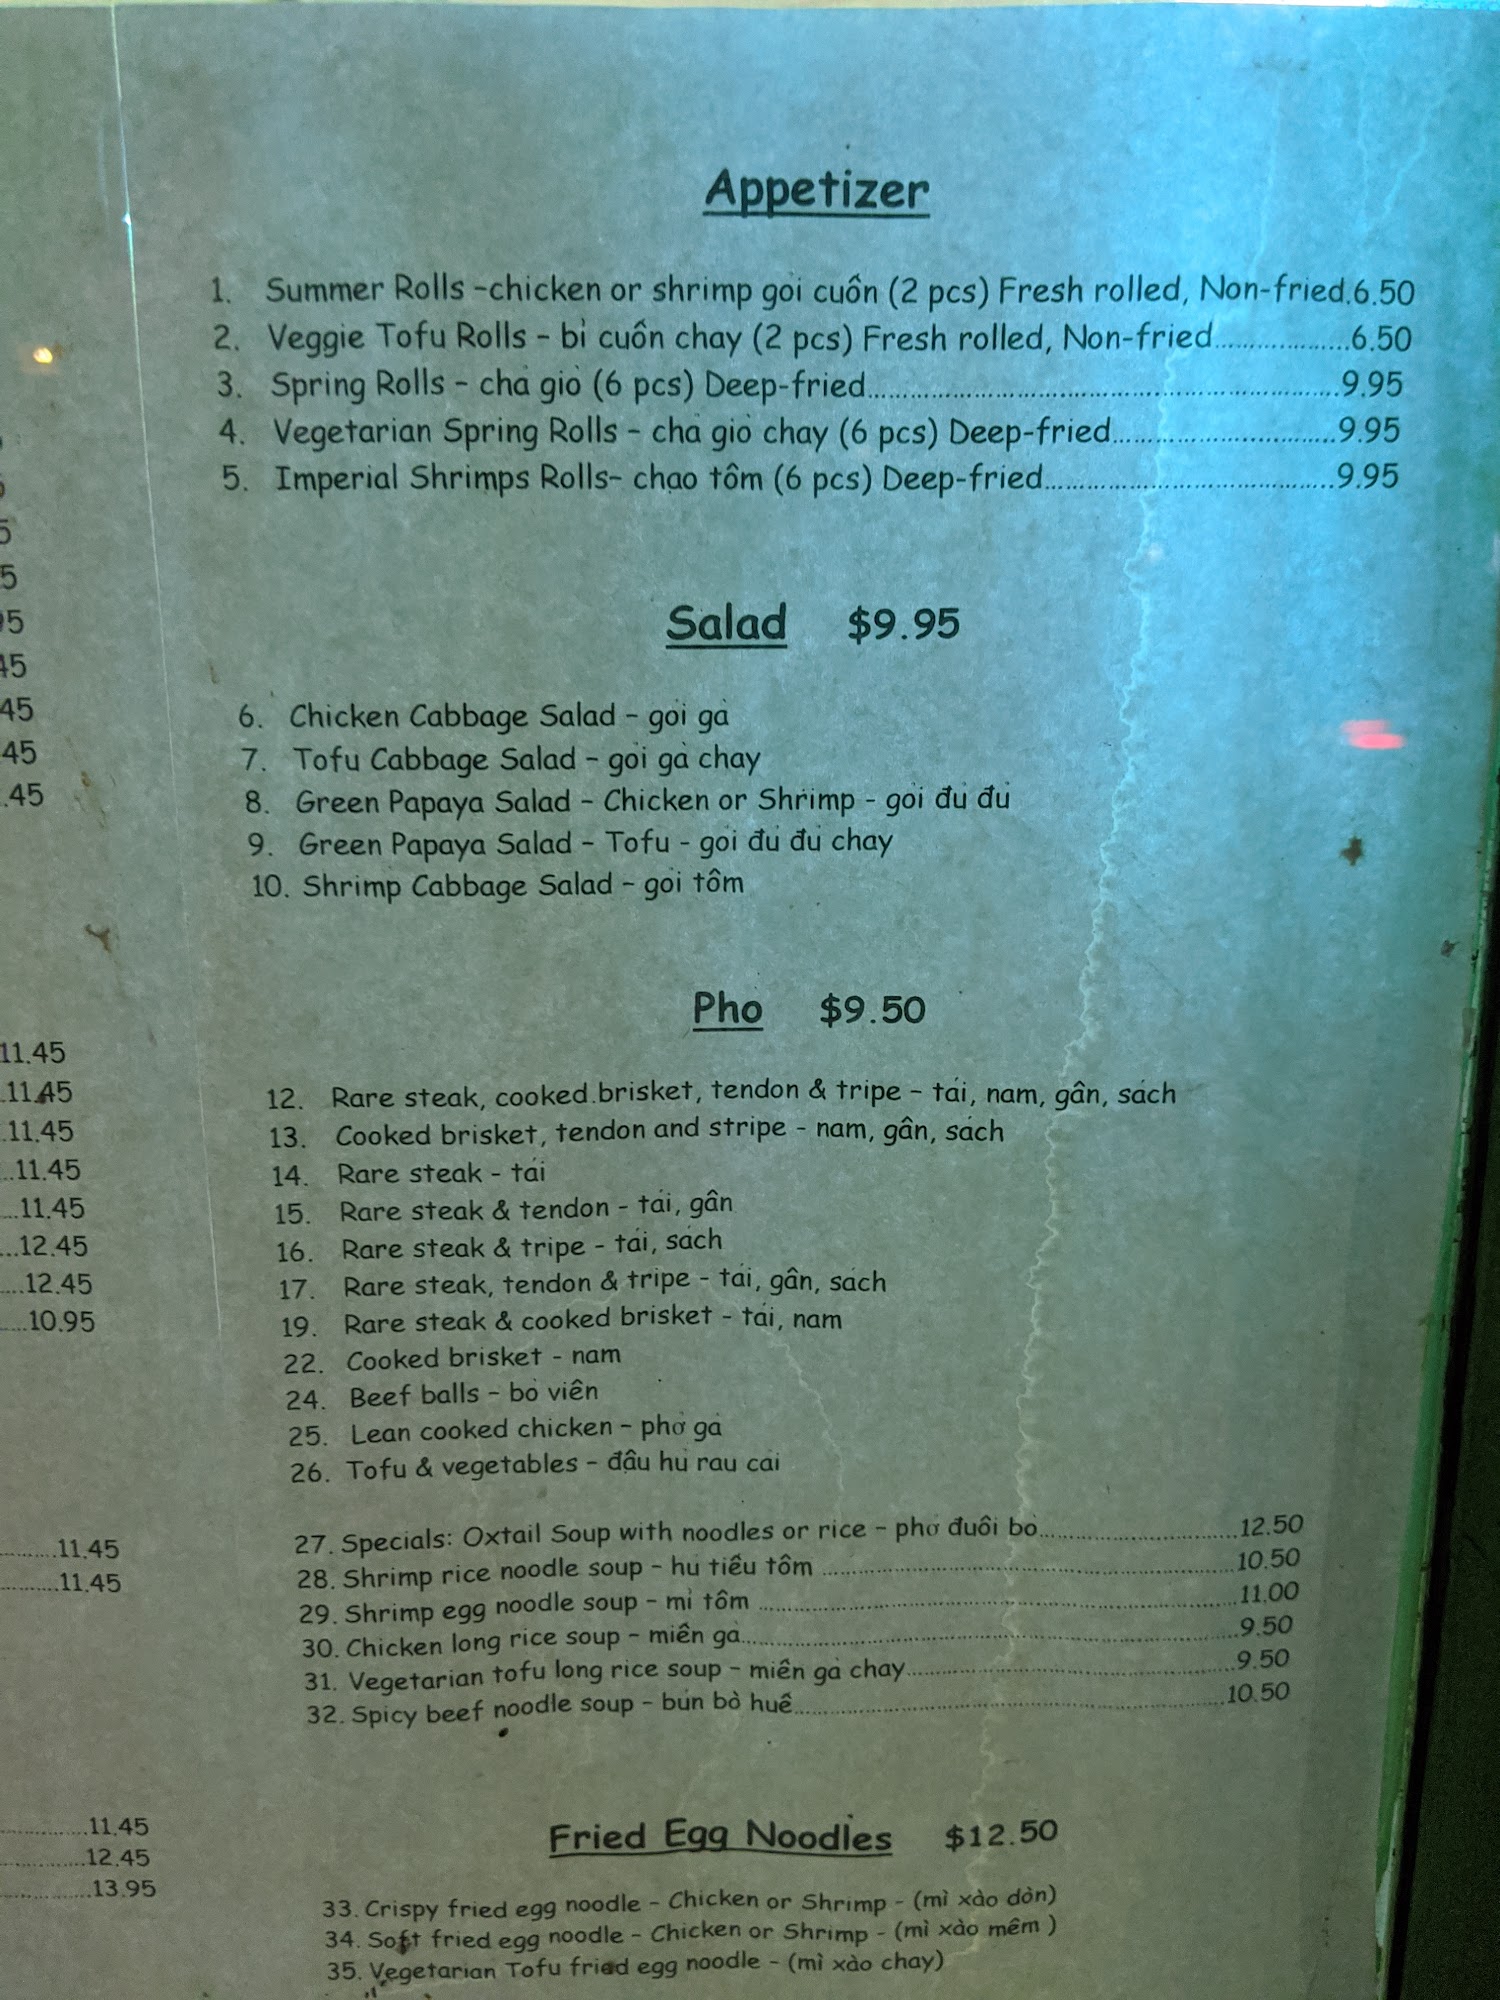 Appetizer
1. Summer Rolls -chicken or shrimp goi cuốn (2 pcs) Fresh rolled, Non-fried.6.50
2. Veggie Tofu Rolls - bì cuốn chay (2 pcs) Fresh rolled, Non-fried..................6.50
3. Spring Rolls - chả giò (6 pcs) Deep-fried..........................................................9.95
4. Vegetarian Spring Rolls - chả giò chay (6 pcs) Deep-fried............................9.95
5. Imperial Shrimps Rolls- chạo tôm (6 pcs) Deep-fried.....................................9.95
Salad $9.95
6. Chicken Cabbage Salad - gỏi gà
7. Tofu Cabbage Salad - gỏi gà chay
8. Green Papaya Salad - Chicken or Shrimp - gỏi đu đủ
9. Green Papaya Salad - Tofu - gỏi đu đủ chay
10. Shrimp Cabbage Salad - gỏi tôm
Pho $9.50
12. Rare steak, cooked brisket, tendon & tripe - tái, nam, gân, sách
13. Cooked brisket, tendon and stripe - nam, gân, sách
14. Rare steak - tái
15. Rare steak & tendon - tái, gân
16. Rare steak & tripe - tái, sách
17. Rare steak, tendon & tripe - tái, gân, sách
19. Rare steak & cooked brisket - tái, nam
22. Cooked brisket - nam
24. Beef balls - bò viên
25. Lean cooked chicken - phở gà
26. Tofu & vegetables - đậu hủ rau cải
27. Specials: Oxtail Soup with noodles or rice - phở đuôi bò..........................12.50
28. Shrimp rice noodle soup - hủ tiếu tôm ......................................................10.50
29. Shrimp egg noodle soup - mì tôm ...............................................................11.00
30. Chicken long rice soup - miến gà..................................................................9.50
31. Vegetarian tofu long rice soup - miến gà chay...........................................9.50
32. Spicy beef noodle soup - bún bò huế.........................................................10.50
Fried Egg Noodles $12.50
33. Crispy fried egg noodle - Chicken or Shrimp - (mì xào dòn)
34. Soft fried egg noodle - Chicken or Shrimp - (mì xào mềm )
35. Vegetarian Tofu fried egg noodle - (mì xào chay)
5
5
95
45
45
45
.45
11.45
.11.45
.11.45
...11.45
...11.45
...12.45
....12.45
....10.95
.........11.45
..........11.45
.............11.45
.............12.45
.............13.95